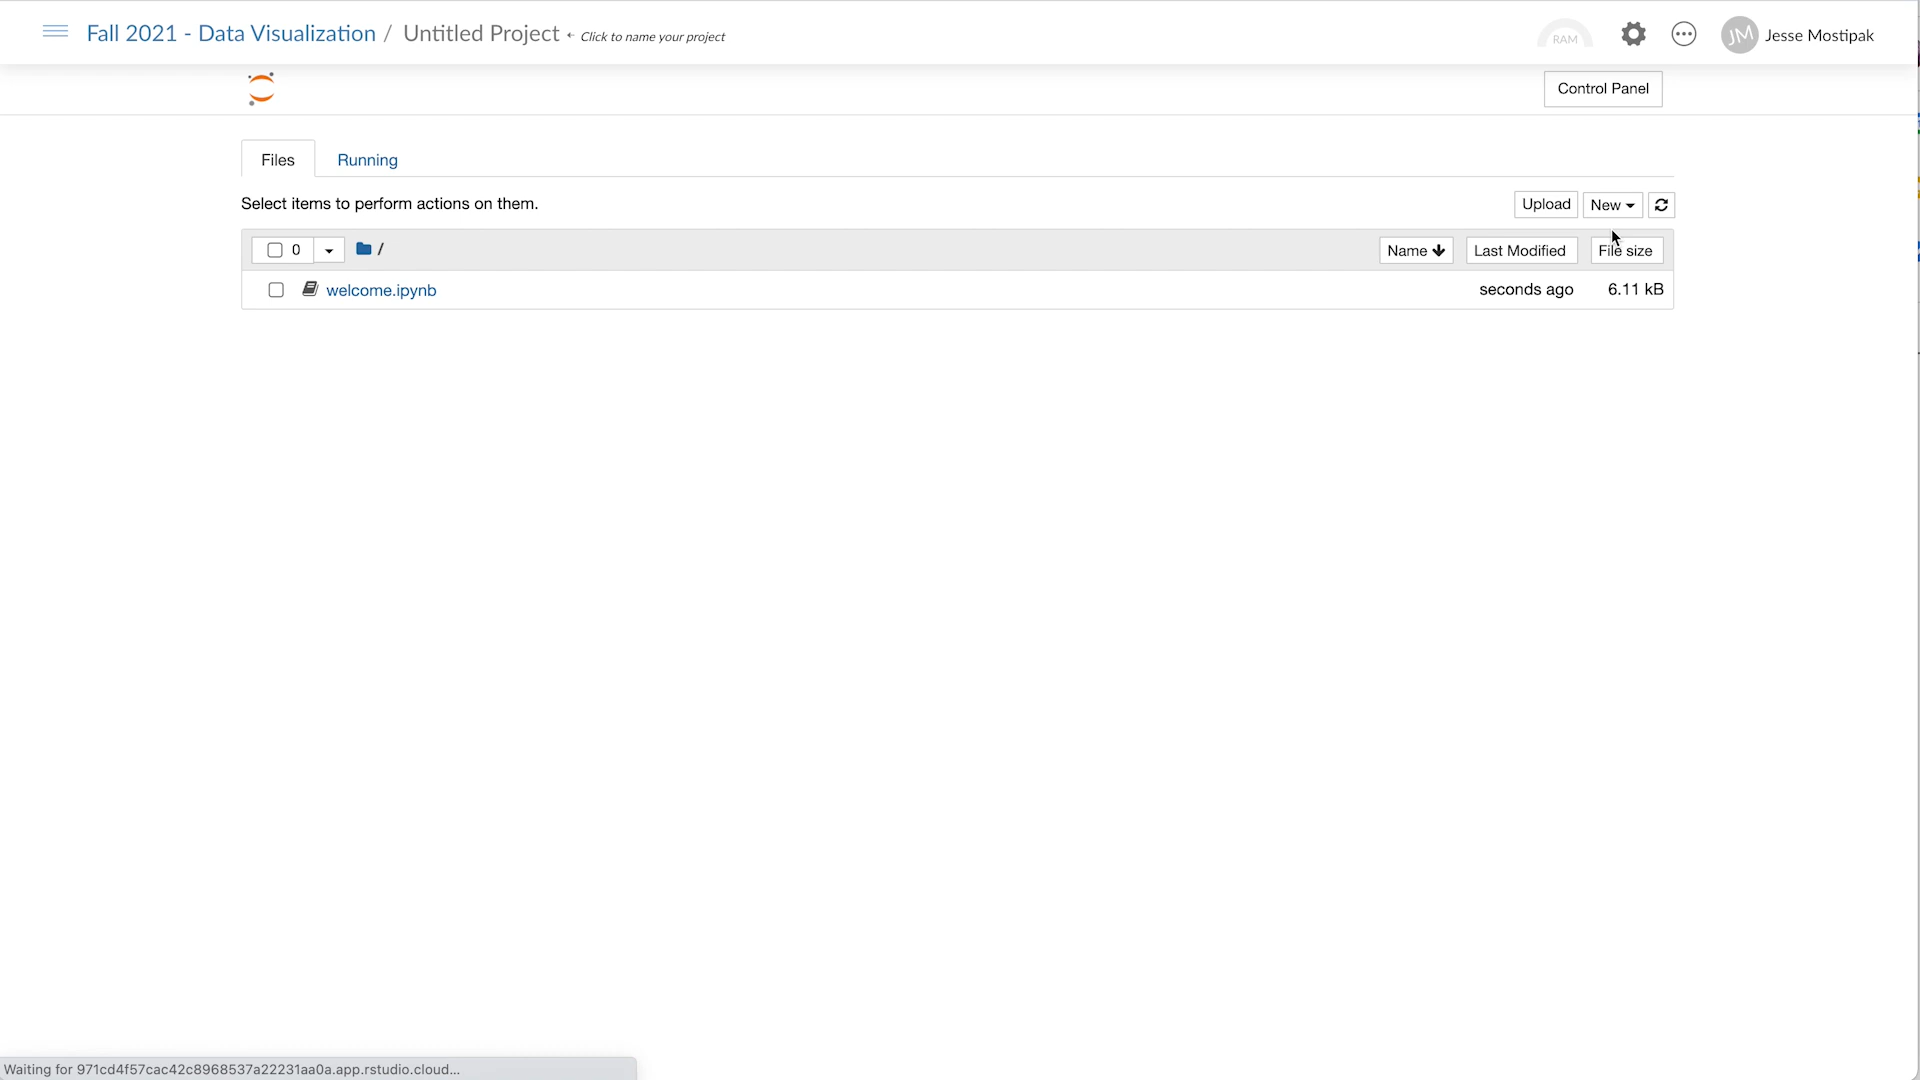 Fall 2021 - Data Visualization / Untitled Project Click to name your project
RAM
JM Jesse Mostipak
Control Panel
Files Running
Select items to perform actions on them.
Upload New
0 / Name Last Modified File size
welcome.ipynb seconds ago 6.11 kB
Waiting for 971cd4f57cac42c8968537a22231aa0a.app.rstudio.cloud...